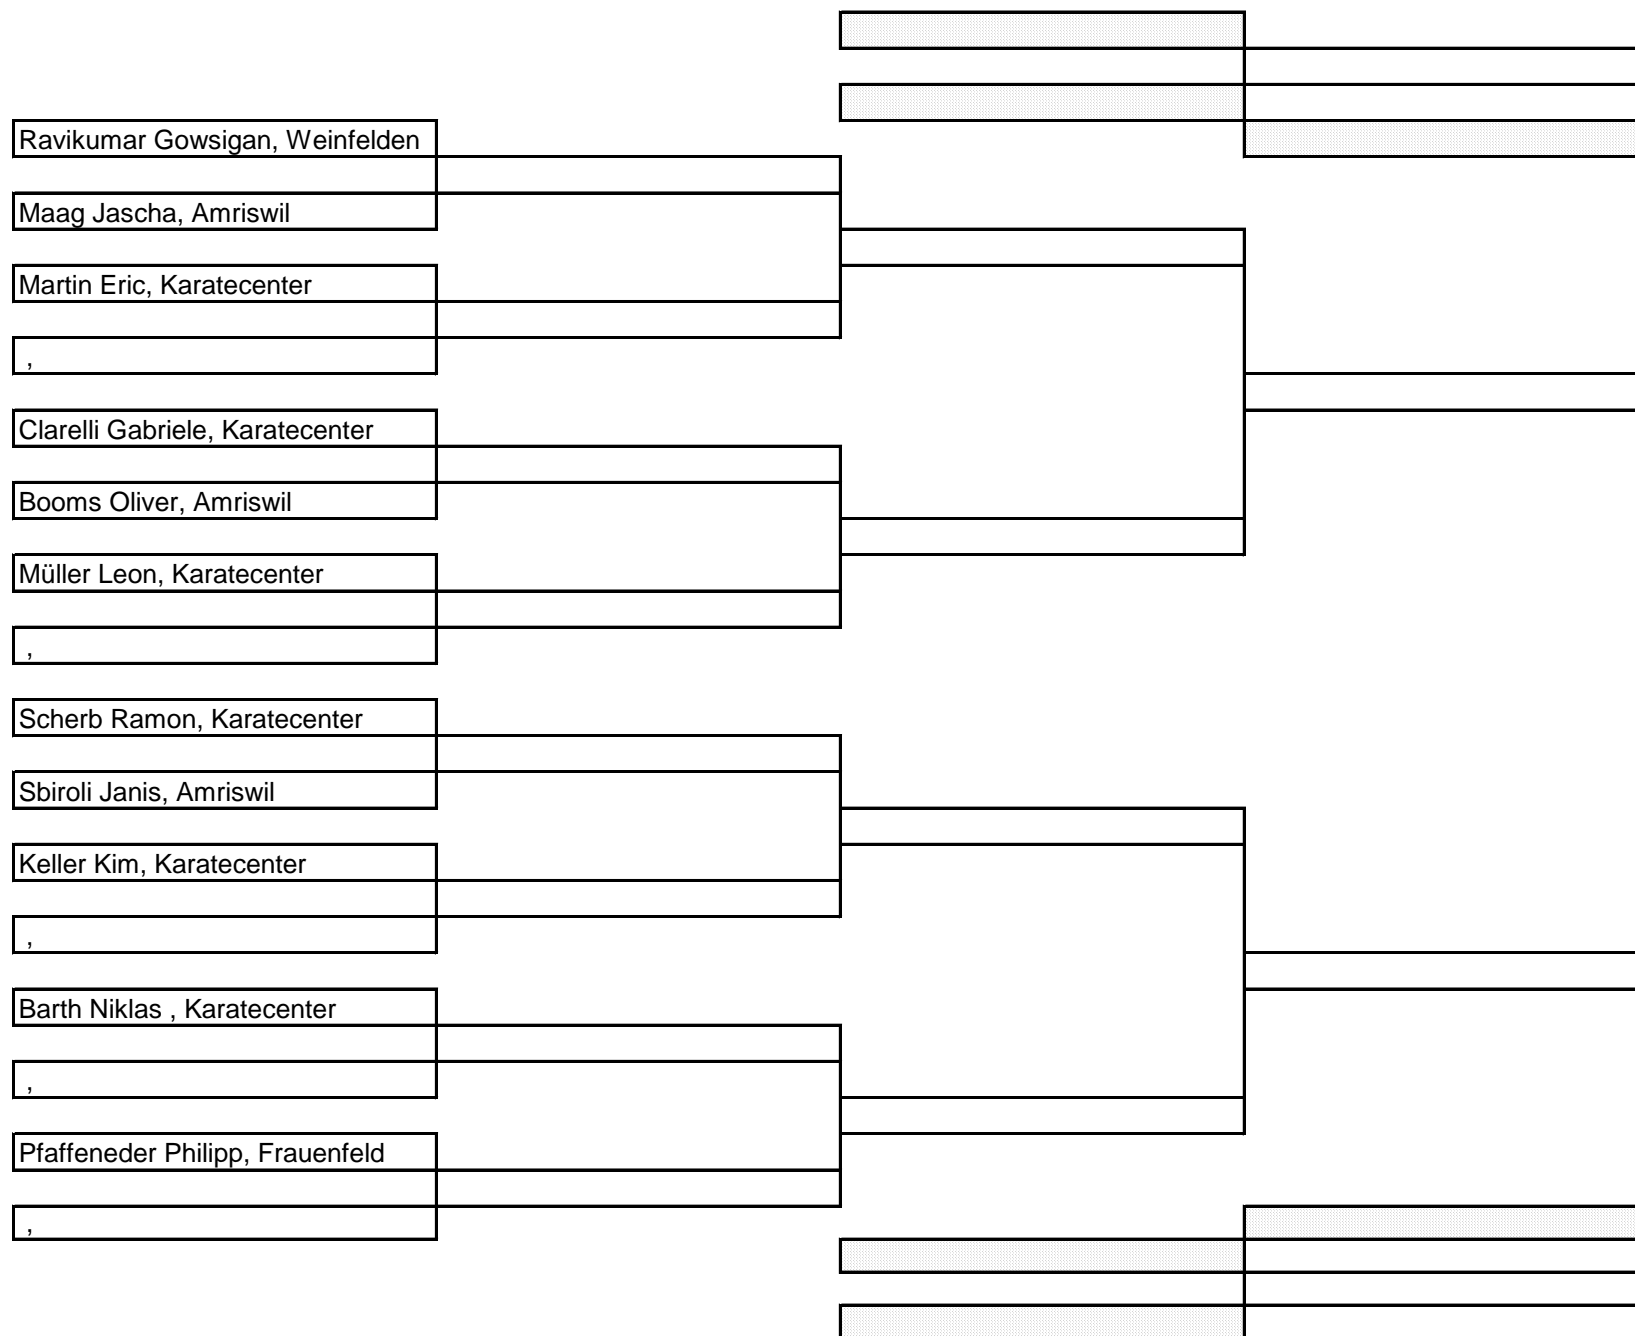 Ravikumar Gowsigan, Weinfelden
Maag Jascha, Amriswil
Martin Eric, Karatecenter
,
Clarelli Gabriele, Karatecenter
Booms Oliver, Amriswil
Müller Leon, Karatecenter
,
Scherb Ramon, Karatecenter
Sbiroli Janis, Amriswil
Keller Kim, Karatecenter
,
Barth Niklas , Karatecenter
,
Pfaffeneder Philipp, Frauenfeld
,